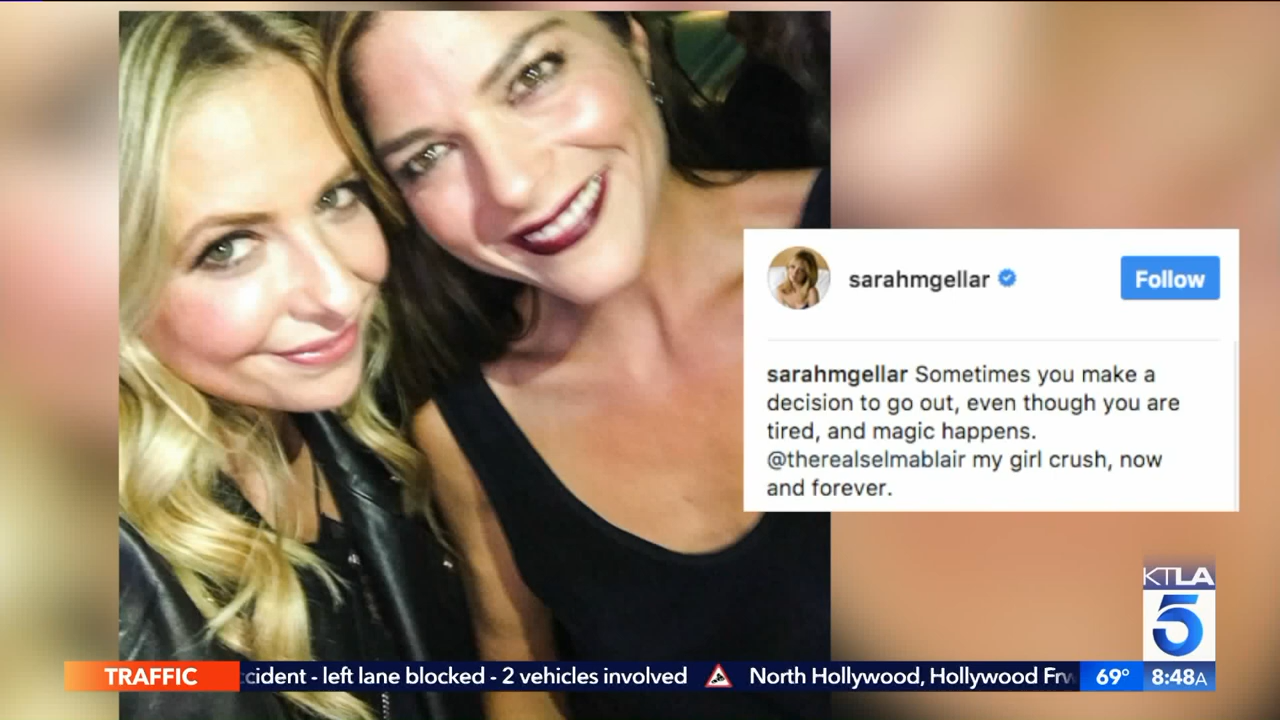 sarahmgellar
Follow
sarahmgellar Sometimes you make a
decision to go out, even though you are
tired, and magic happens.
@therealselmablair my girl crush, now
and forever.
KTLA
5
TRAFFIC
ccident - left lane blocked - 2 vehicles involved
North Hollywood, Hollywood Frw
69°
8:48A